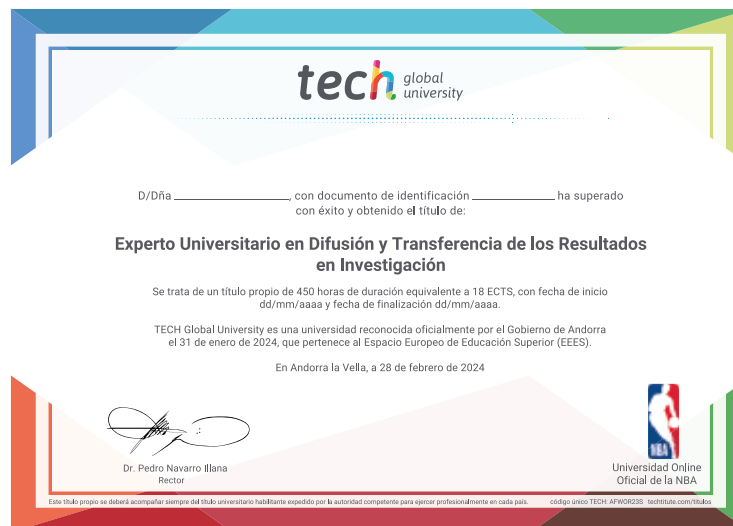 tech global university
D/Dña ____________________, con documento de identificación ______________ ha superado
con éxito y obtenido el título de:
Experto Universitario en Difusión y Transferencia de los Resultados
en Investigación
Se trata de un título propio de 450 horas de duración equivalente a 18 ECTS, con fecha de inicio
dd/mm/aaaa y fecha de finalización dd/mm/aaaa.
TECH Global University es una universidad reconocida oficialmente por el Gobierno de Andorra
el 31 de enero de 2024, que pertenece al Espacio Europeo de Educación Superior (EEES).
En Andorra la Vella, a 28 de febrero de 2024
Dr. Pedro Navarro Illana
Rector
NBA
Universidad Online
Oficial de la NBA
Este título propio se deberá acompañar siempre del título universitario habilitante expedido por la autoridad competente para ejercer profesionalmente en cada país. código único TECH: AFWOR23S techtitute.com/titulos